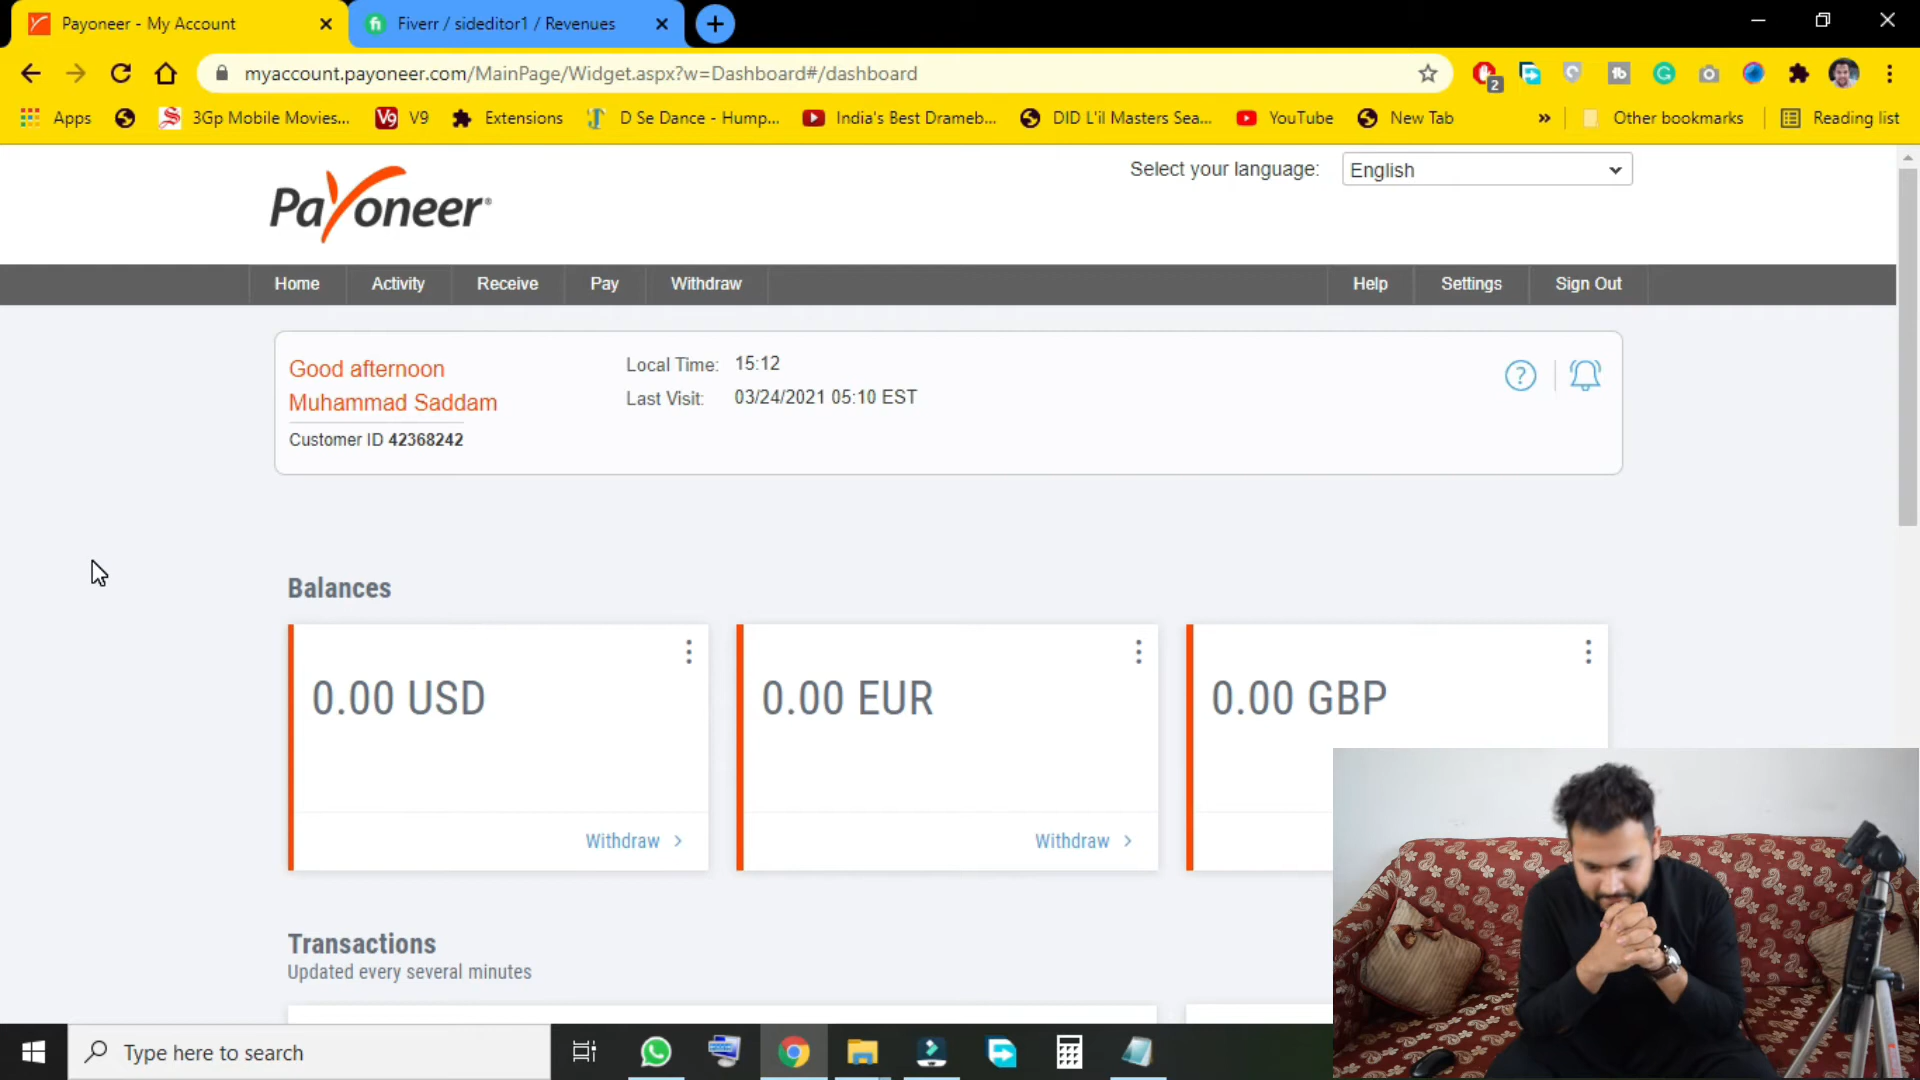 Payoneer - My Account
Fiverr / sideditor1 / Revenues
myaccount.payoneer.com/MainPage/Widget.aspx?w=Dashboard#/dashboard
2
Apps
3Gp Mobile Movies...
V9
V9
Extensions
D Se Dance - Hump...
India's Best Drameb...
DID L'il Masters Sea...
YouTube
New Tab
»
Other bookmarks
Reading list
Payoneer
Select your language:
English
Home
Activity
Receive
Pay
Withdraw
Help
Settings
Sign Out
Good afternoon
Muhammad Saddam
Customer ID 42368242
Local Time: 15:12
Last Visit: 03/24/2021 05:10 EST
Balances
0.00 USD
0.00 EUR
0.00 GBP
Withdraw >
Withdraw >
Transactions
Updated every several minutes
Type here to search